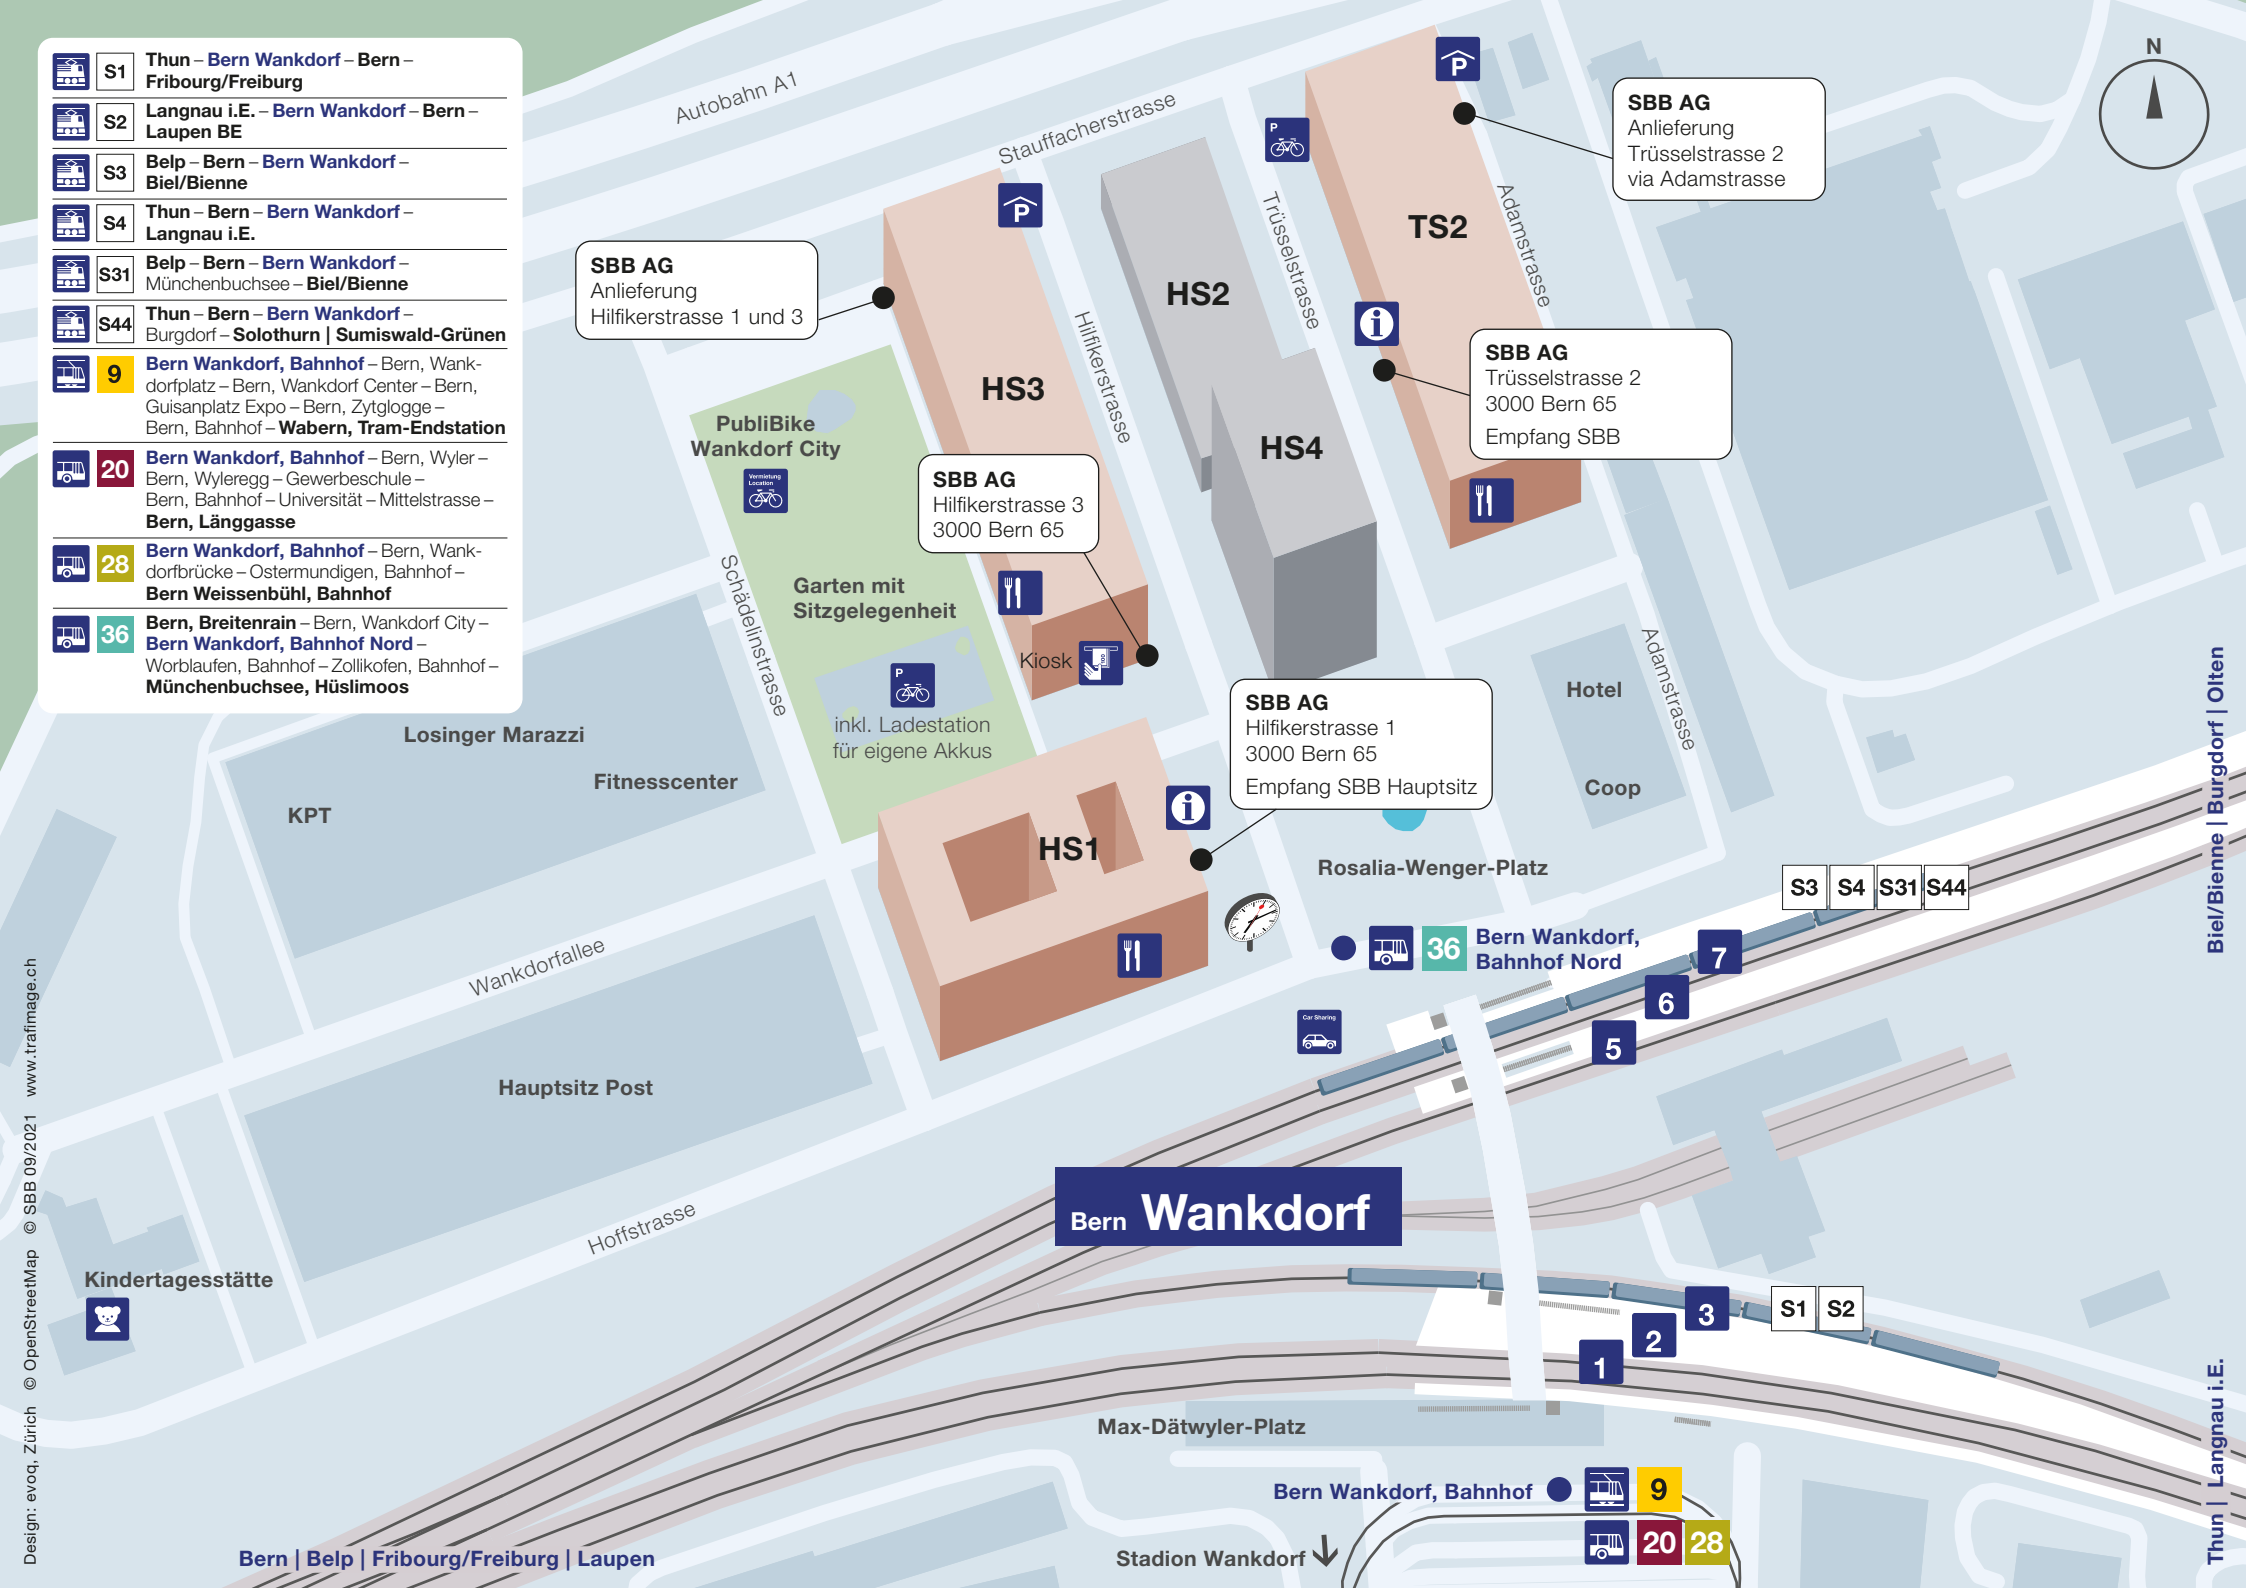 S1 Thun – Bern Wankdorf – Bern –
Fribourg/Freiburg
S2 Langnau i.E. – Bern Wankdorf – Bern –
Laupen BE
S3 Belp – Bern – Bern Wankdorf –
Biel/Bienne
S4 Thun – Bern – Bern Wankdorf –
Langnau i.E.
S31 Belp – Bern – Bern Wankdorf –
Münchenbuchsee – Biel/Bienne
S44 Thun – Bern – Bern Wankdorf –
Burgdorf – Solothurn | Sumiswald-Grünen
9 Bern Wankdorf, Bahnhof – Bern, Wank-
dorfplatz – Bern, Wankdorf Center – Bern,
Guisanplatz Expo – Bern, Zytglogge –
Bern, Bahnhof – Wabern, Tram-Endstation
20 Bern Wankdorf, Bahnhof – Bern, Wyler –
Bern, Wyleregg – Gewerbeschule –
Bern, Bahnhof – Universität – Mittelstrasse –
Bern, Länggasse
28 Bern Wankdorf, Bahnhof – Bern, Wank-
dorfbrücke – Ostermundigen, Bahnhof –
Bern Weissenbühl, Bahnhof
36 Bern, Breitenrain – Bern, Wankdorf City –
Bern Wankdorf, Bahnhof Nord –
Worblaufen, Bahnhof – Zollikofen, Bahnhof –
Münchenbuchsee, Hüslimoos
Autobahn A1
Stauffacherstrasse
P
P
P
N
SBB AG
Anlieferung
Trüsselstrasse 2
via Adamstrasse
SBB AG
Anlieferung
Hilfikerstrasse 1 und 3
TS2
HS2
HS3
HS4
Trüsselstrasse
Adamstrasse
Hilfikerstrasse
i
SBB AG
Trüsselstrasse 2
3000 Bern 65
Empfang SBB
PubliBike
Wankdorf City
Vermietung
Location
SBB AG
Hilfikerstrasse 3
3000 Bern 65
Schädelinstrasse
Garten mit
Sitzgelegenheit
Kiosk
P
inkl. Ladestation
für eigene Akkus
SBB AG
Hilfikerstrasse 1
3000 Bern 65
Empfang SBB Hauptsitz
i
HS1
Hotel
Coop
Adamstrasse
Rosalia-Wenger-Platz
Losinger Marazzi
Fitnesscenter
KPT
Wankdorfallee
Hauptsitz Post
Hoffstrasse
Kindertagesstätte
36 Bern Wankdorf,
Bahnhof Nord
Car Sharing
S3 S4 S31 S44
7
6
5
Bern Wankdorf
S1 S2
3
2
1
Max-Dätwyler-Platz
Bern Wankdorf, Bahnhof 9
20 28
Stadion Wankdorf
Bern | Belp | Fribourg/Freiburg | Laupen
Biel/Bienne | Burgdorf | Olten
Thun | Langnau i.E.
Design: evoq, Zürich © OpenStreetMap © SBB 09/2021 www.trafimage.ch